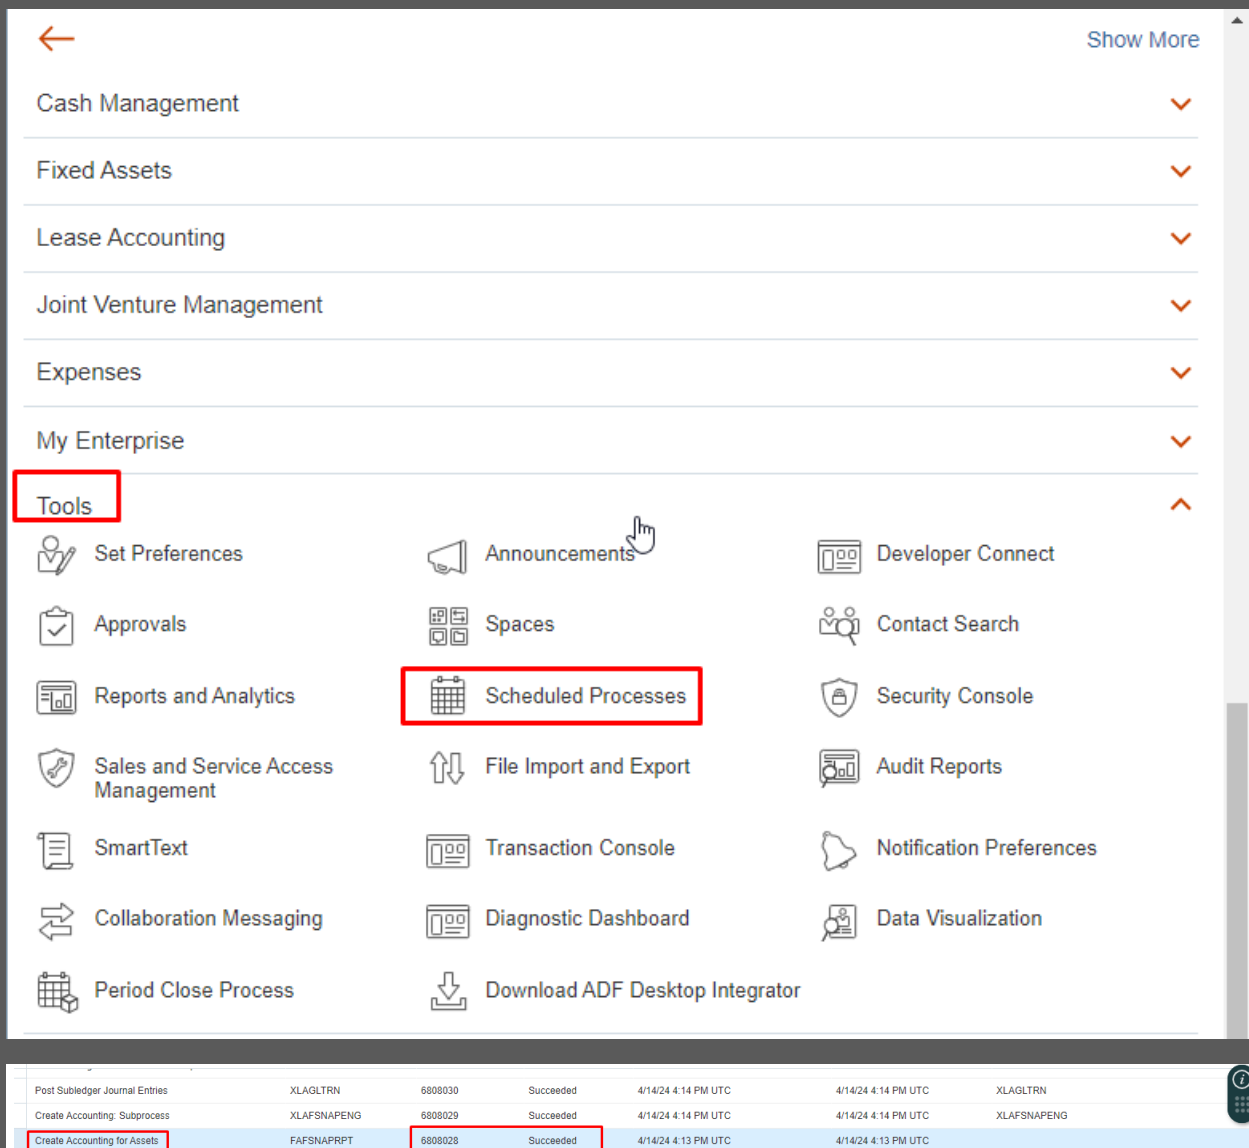 Show More
Cash Management
Fixed Assets
Lease Accounting
Joint Venture Management
Expenses
My Enterprise
Tools
Set Preferences
Announcements
Developer Connect
Approvals
Spaces
Contact Search
Reports and Analytics
Scheduled Processes
Security Console
Sales and Service Access
Management
File Import and Export
Audit Reports
SmartText
Transaction Console
Notification Preferences
Collaboration Messaging
Diagnostic Dashboard
Data Visualization
Period Close Process
Download ADF Desktop Integrator
Post Subledger Journal Entries XLAGLTRN 6808030 Succeeded 4/14/24 4:14 PM UTC 4/14/24 4:14 PM UTC XLAGLTRN
Create Accounting: Subprocess XLAFSNAPENG 6808029 Succeeded 4/14/24 4:14 PM UTC 4/14/24 4:14 PM UTC XLAFSNAPENG
Create Accounting for Assets FAFSNAPRPT 6808028 Succeeded 4/14/24 4:13 PM UTC 4/14/24 4:13 PM UTC